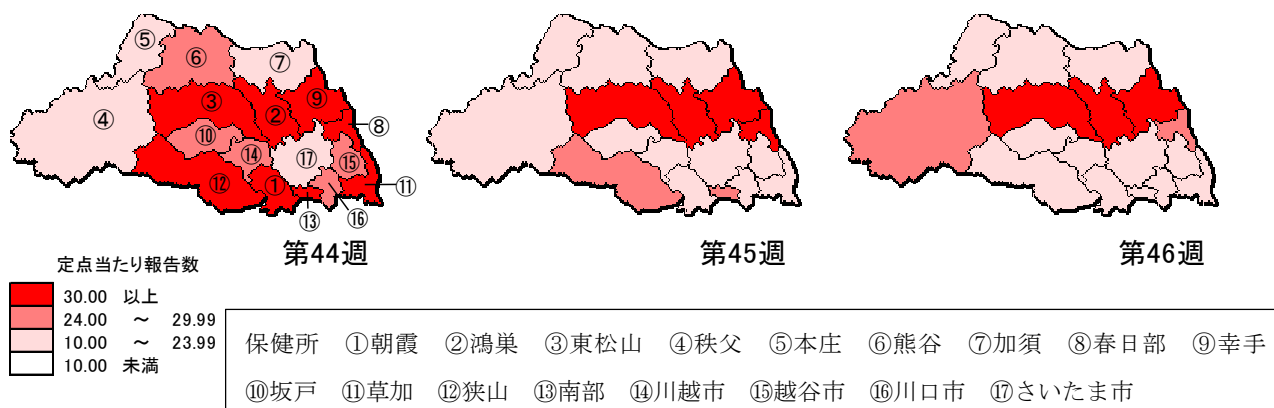 ⑤
⑥
⑦
④
③
②
⑨
⑧
⑩
⑭
⑰
⑮
⑫
①
⑪
⑬
⑯
第44週
第45週
第46週
定点当たり報告数
30.00 以上
24.00 ～ 29.99
10.00 ～ 23.99
10.00 未満
保健所 ①朝霞 ②鴻巣 ③東松山 ④秩父 ⑤本庄 ⑥熊谷 ⑦加須 ⑧春日部 ⑨幸手
⑩坂戸 ⑪草加 ⑫狭山 ⑬南部 ⑭川越市 ⑮越谷市 ⑯川口市 ⑰さいたま市